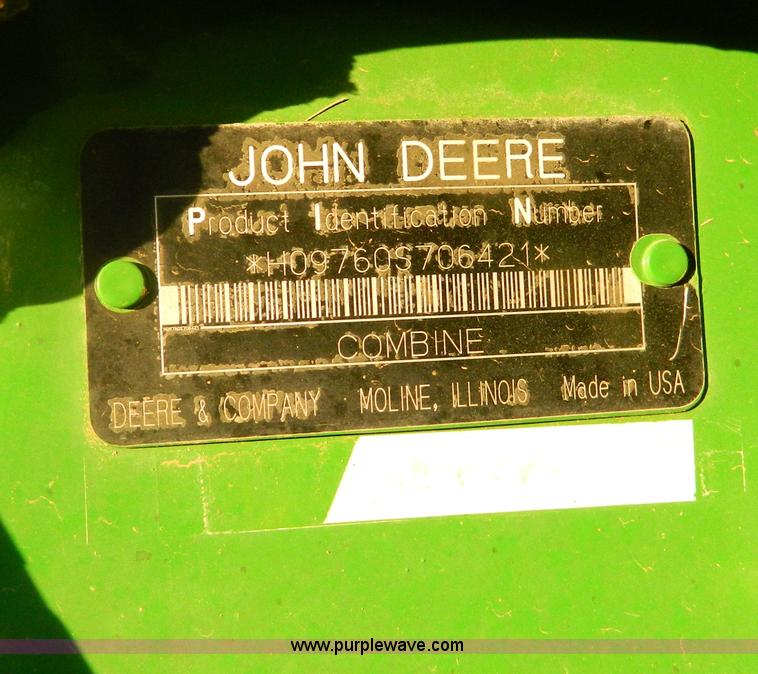 JOHN DEERE
Product Identification Number
*H09760S706421*
COMBINE
DEERE & COMPANY MOLINE, ILLINOIS Made in USA
www.purplewave.com